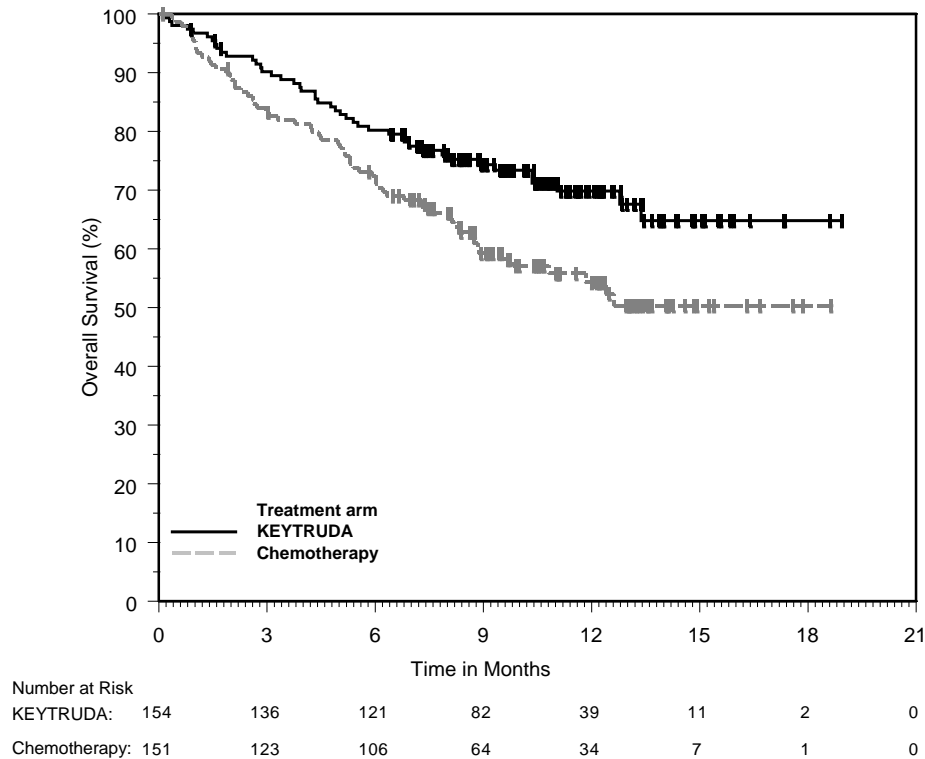 100
90
80
70
60
50
40
30
20
10
0
Overall Survival (%)
Treatment arm
KEYTRUDA
Chemotherapy
0 3 6 9 12 15 18 21
Time in Months
Number at Risk
KEYTRUDA: 154 136 121 82 39 11 2 0
Chemotherapy: 151 123 106 64 34 7 1 0